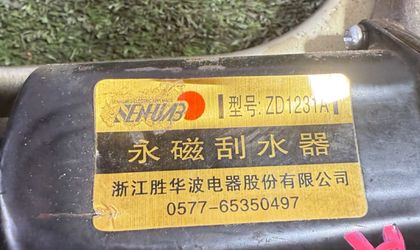 SENHUABO
型号:ZD1231A
永磁刮水器
浙江胜华波电器股份有限公司
0577-65350497